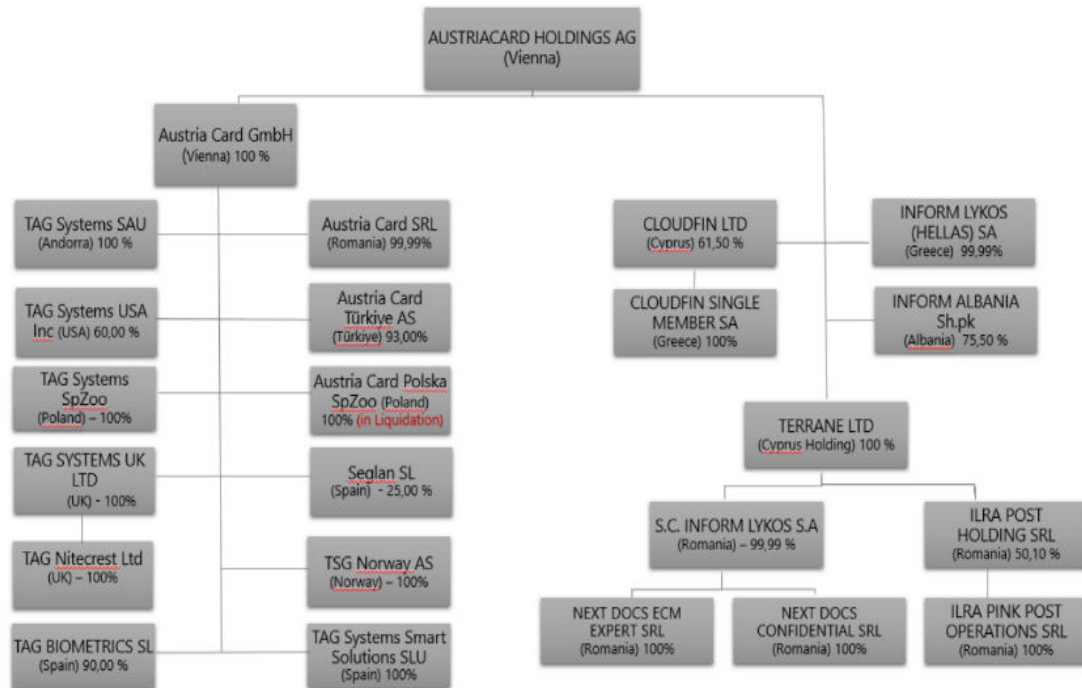 AUSTRIACARD HOLDINGS AG
(Vienna)
Austria Card GmbH
(Vienna) 100 %
TAG Systems SAU
(Andorra) 100 %
Austria Card SRL
(Romania) 99,99%
TAG Systems USA
Inc (USA) 60,00 %
Austria Card
Türkiye AS
(Türkiye) 93,00%
TAG Systems
SpZoo
(Poland) – 100%
Austria Card Polska
SpZoo (Poland)
100% (in Liquidation)
TAG SYSTEMS UK
LTD
(UK) - 100%
Seglan SL
(Spain) - 25,00 %
TAG Nitecrest Ltd
(UK) – 100%
TSG Norway AS
(Norway) – 100%
TAG BIOMETRICS SL
(Spain) 90,00 %
TAG Systems Smart
Solutions SLU
(Spain) 100%
CLOUDFIN LTD
(Cyprus) 61,50 %
INFORM LYKOS
(HELLAS) SA
(Greece) 99,99%
CLOUDFIN SINGLE
MEMBER SA
(Greece) 100%
INFORM ALBANIA
Sh.pk
(Albania) 75,50 %
TERRANE LTD
(Cyprus Holding) 100 %
S.C. INFORM LYKOS S.A
(Romania) – 99,99 %
ILRA POST
HOLDING SRL
(Romania) 50,10 %
NEXT DOCS ECM
EXPERT SRL
(Romania) 100%
NEXT DOCS
CONFIDENTIAL SRL
(Romania) 100%
ILRA PINK POST
OPERATIONS SRL
(Romania) 100%